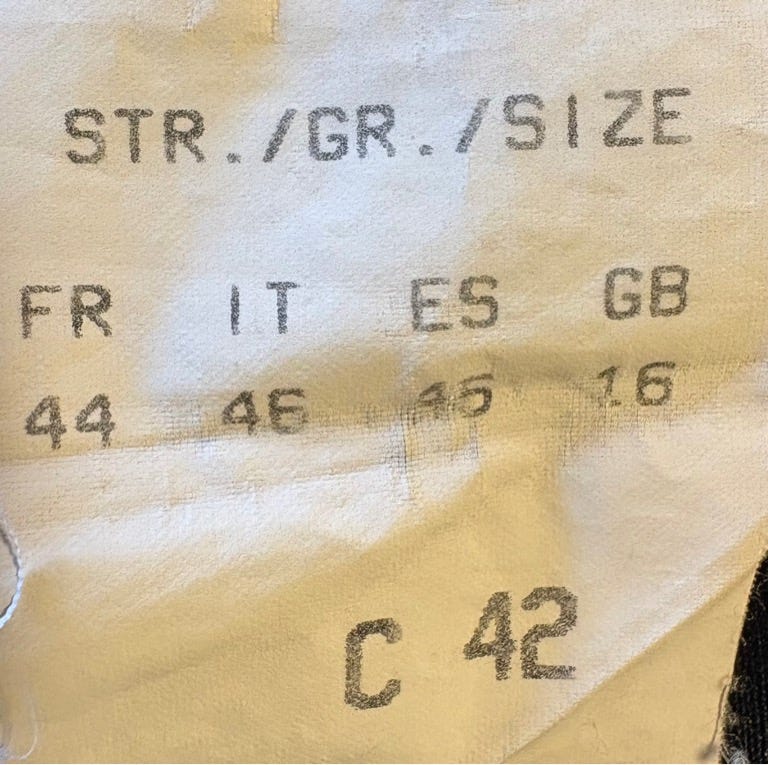 STR./GR./SIZE
FR IT ES GB
44 46 46 16
C 42